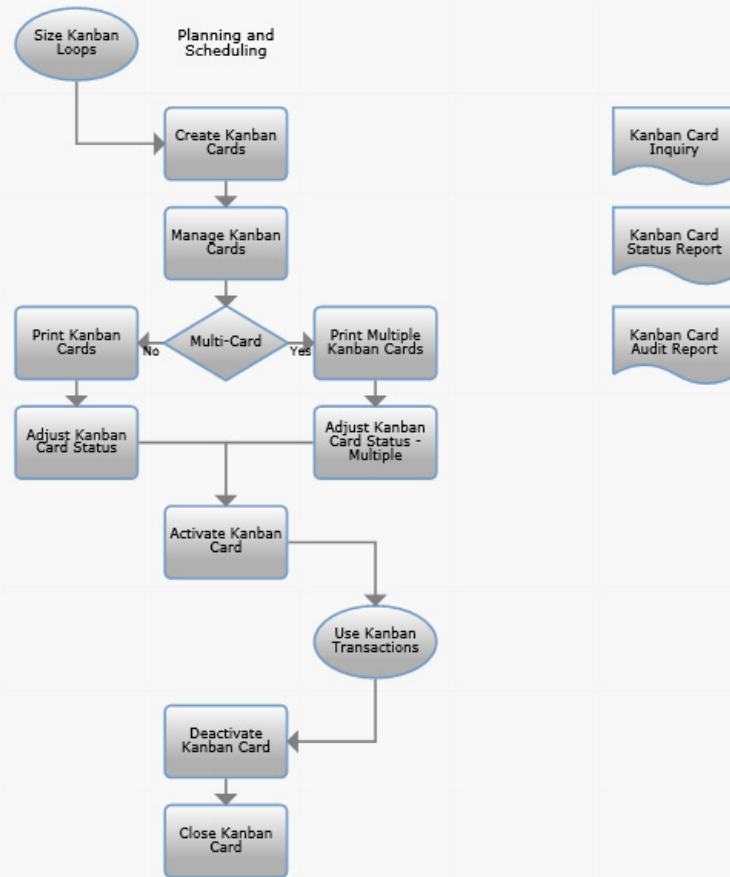 Size Kanban
Loops
Planning and
Scheduling
Create Kanban
Cards
Kanban Card
Inquiry
Manage Kanban
Cards
Kanban Card
Status Report
Print Kanban
Cards
No
Multi-Card
Yes
Print Multiple
Kanban Cards
Kanban Card
Audit Report
Adjust Kanban
Card Status
Adjust Kanban
Card Status -
Multiple
Activate Kanban
Card
Use Kanban
Transactions
Deactivate
Kanban Card
Close Kanban
Card